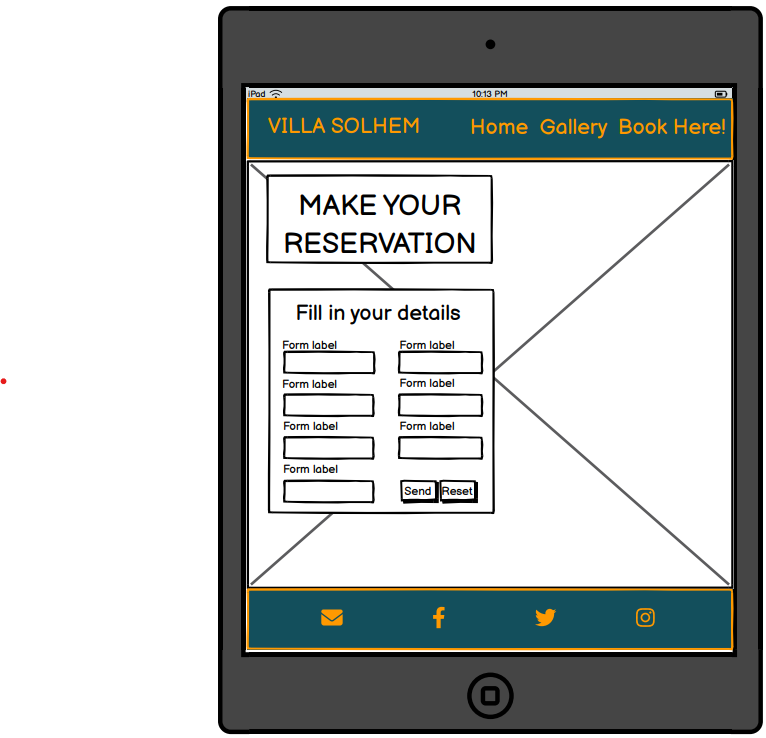 iPad 10:13 PM
VILLA SOLHEM Home Gallery Book Here!
MAKE YOUR
RESERVATION
Fill in your details
Form label Form label
Form label Form label
Form label Form label
Form label
Send Reset